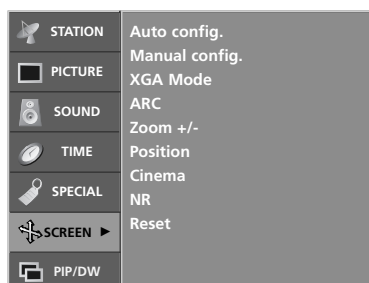 STATION
PICTURE
SOUND
TIME
SPECIAL
SCREEN ►
PIP/DW
Auto config.
Manual config.
XGA Mode
ARC
Zoom +/-
Position
Cinema
NR
Reset